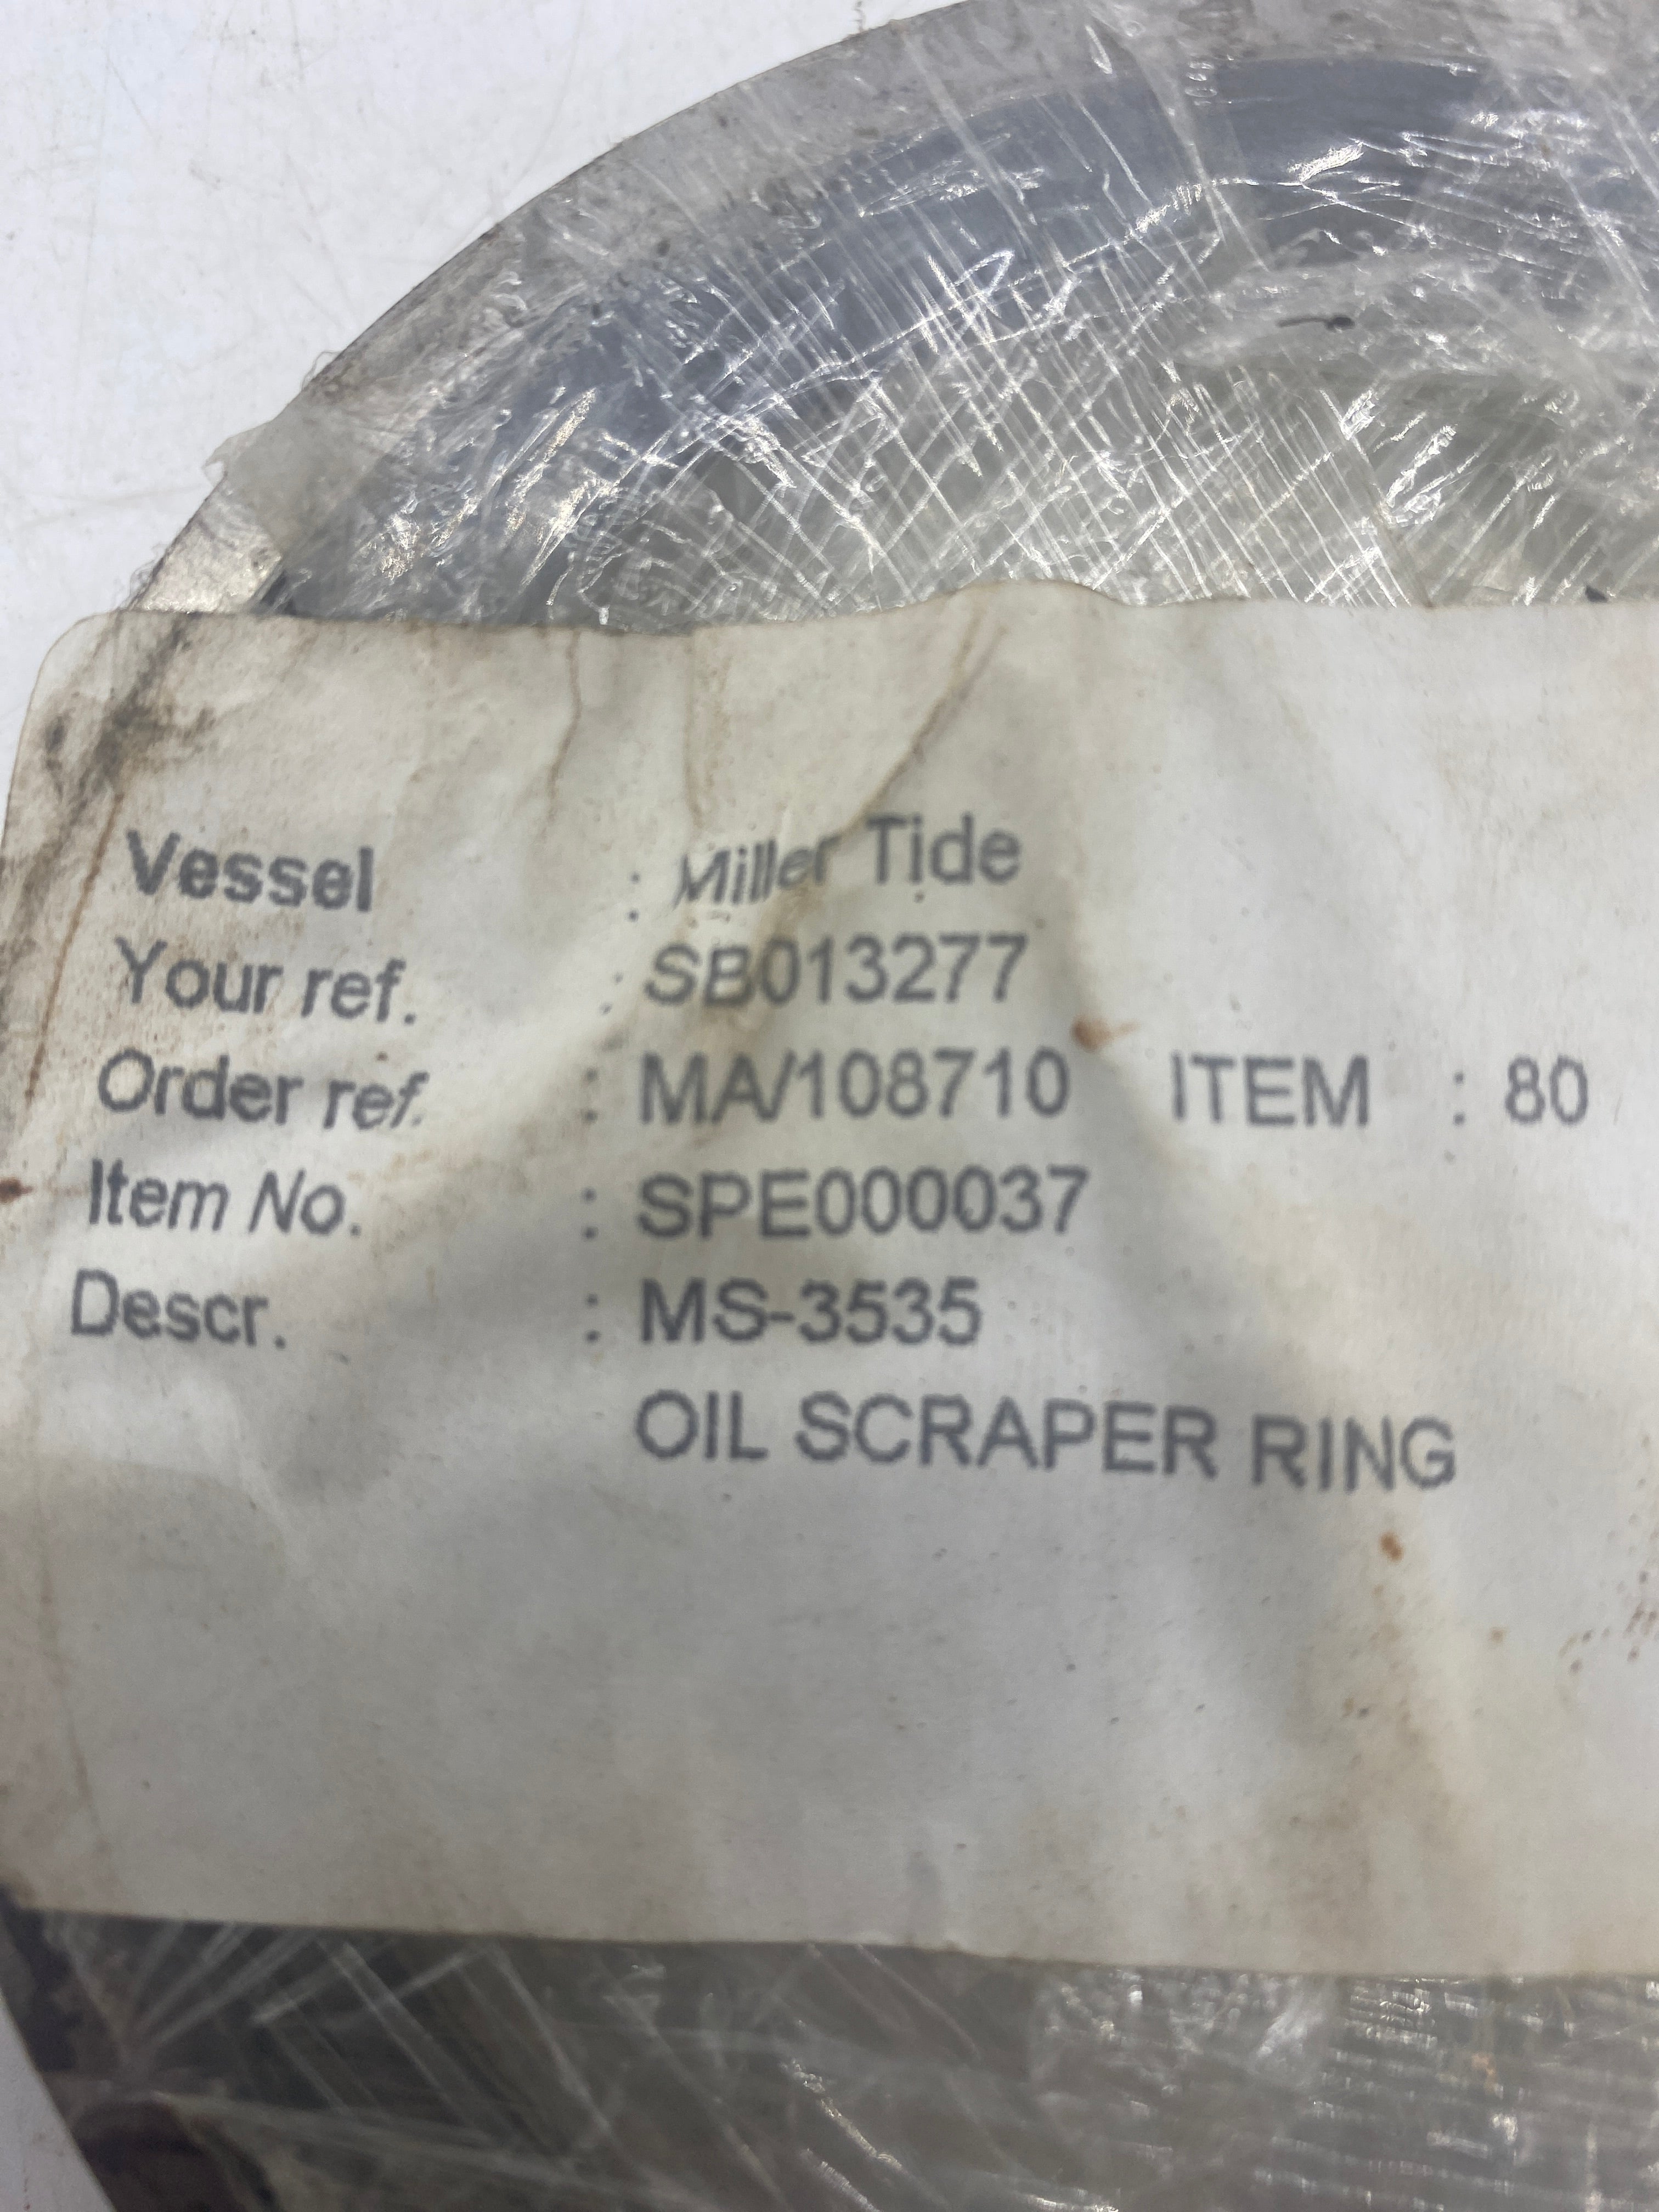 Vessel : Miller Tide
Your ref. : SB013277
Order ref. : MA/108710 ITEM : 80
Item No. : SPE000037
Descr. : MS-3535
OIL SCRAPER RING